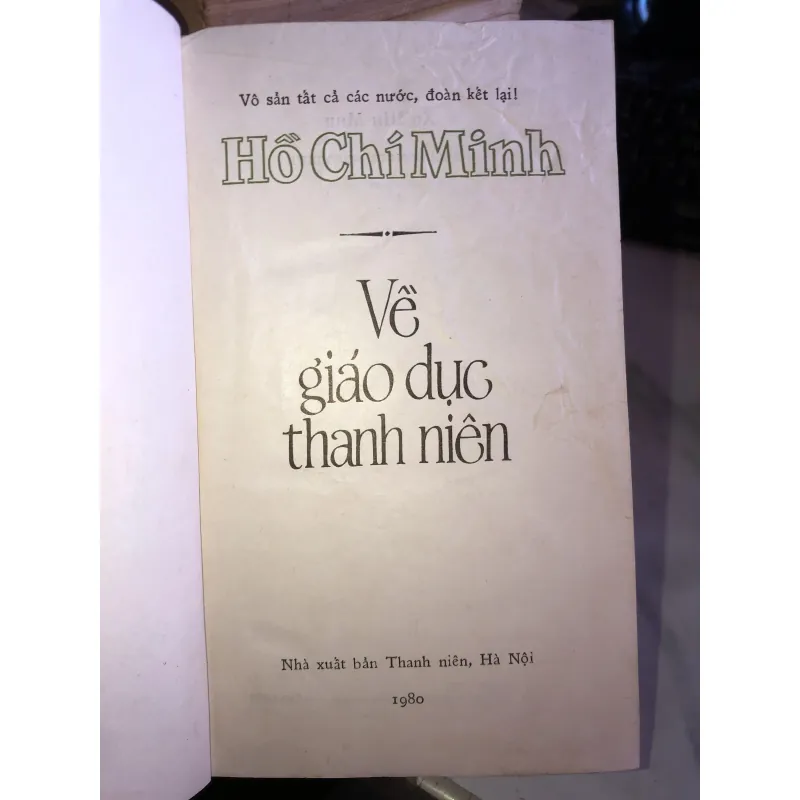 Vô sản tất cả các nước, đoàn kết lại!
Hồ Chí Minh
Về
giáo dục
thanh niên
Nhà xuất bản Thanh niên, Hà Nội
1980